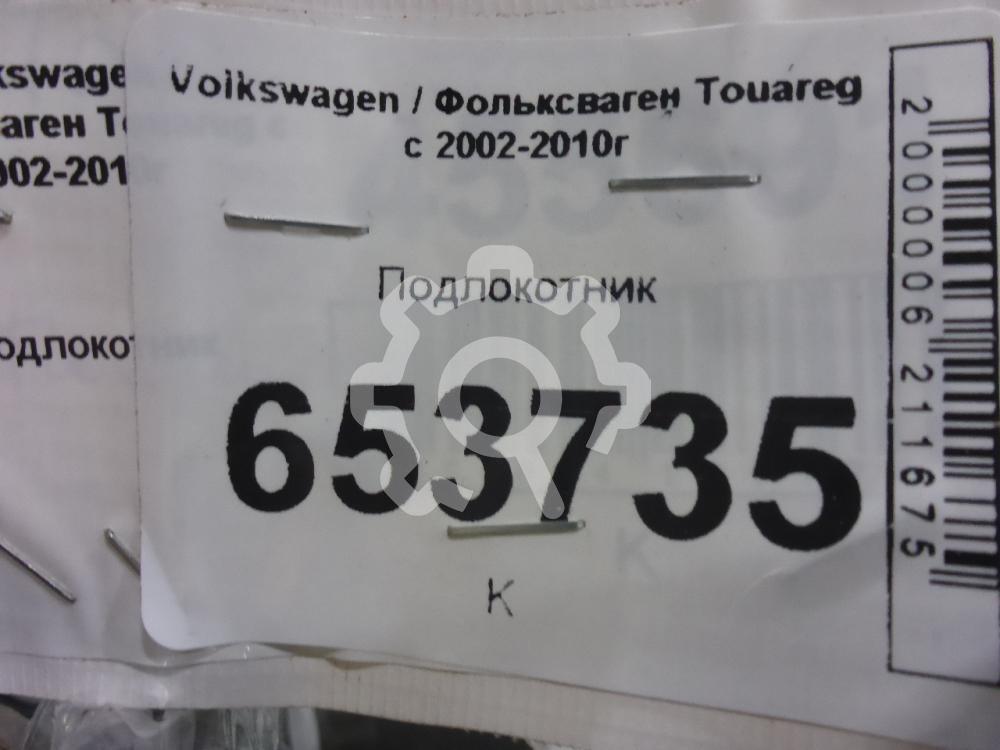 Volkswagen / Фольксваген Touareg
с 2002-2010г
Подлокотник
653735
К
2000006211675